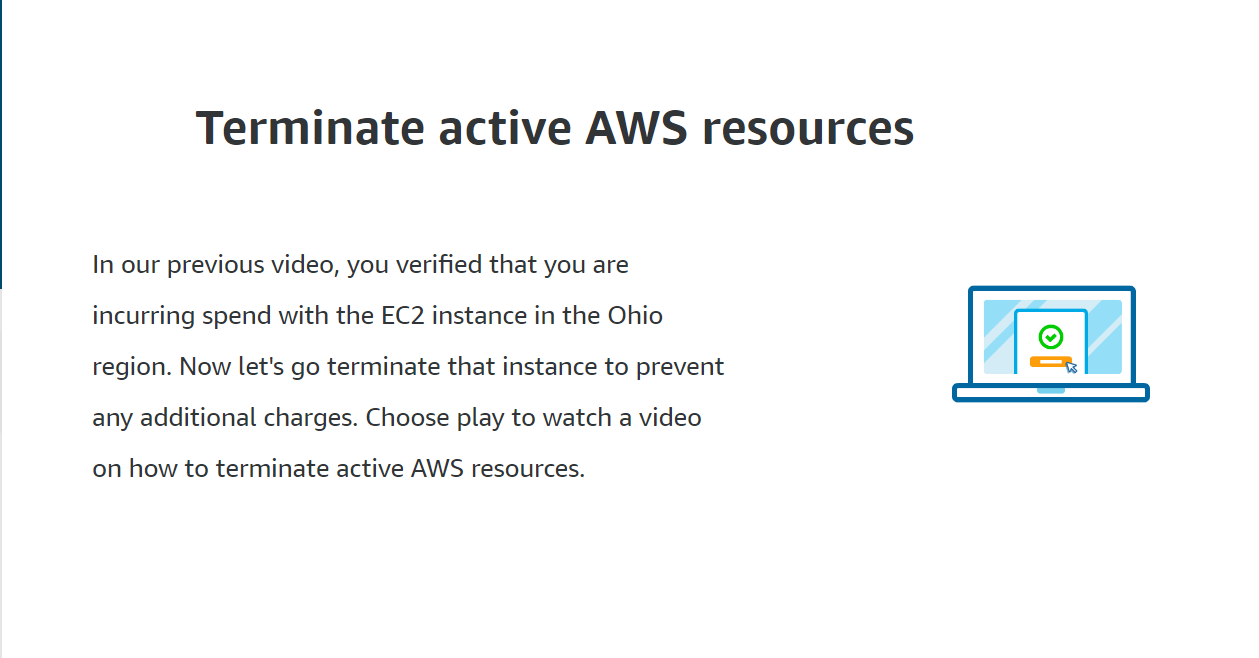 Terminate active AWS resources
In our previous video, you verified that you are
incurring spend with the EC2 instance in the Ohio
region. Now let's go terminate that instance to prevent
any additional charges. Choose play to watch a video
on how to terminate active AWS resources.